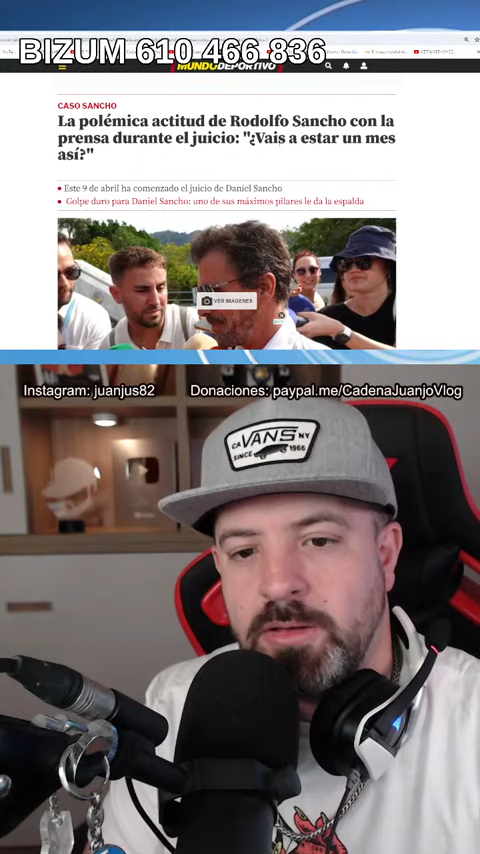 BIZUM 610 466 836
MUNDO DEPORTIVO
CASO SANCHO
La polémica actitud de Rodolfo Sancho con la
prensa durante el juicio: "¿Vais a estar un mes
así?"
Este 9 de abril ha comenzado el juicio de Daniel Sancho
Golpe duro para Daniel Sancho: uno de sus máximos pilares le da la espalda
VER IMÁGENES
Instagram: juanjus82
Donaciones: paypal.me/CadenaJuanjoVlog
CA VANS NY
SINCE 1966